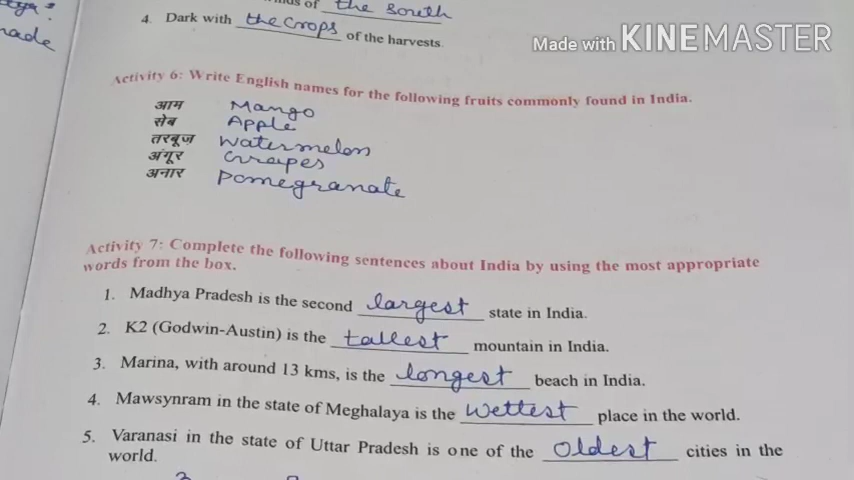 of the South
nade
4. Dark with the Crops of the harvests.
Made with KINEMASTER
Activity 6: Write English names for the following fruits commonly found in India.
आम Mango
सेब Apple
तरबूज Watermelon
अंगूर Grapes
अनार Pomegranate
Activity 7: Complete the following sentences about India by using the most appropriate
words from the box.
1. Madhya Pradesh is the second largest state in India.
2. K2 (Godwin-Austin) is the tallest mountain in India.
3. Marina, with around 13 kms, is the longest beach in India.
4. Mawsynram in the state of Meghalaya is the wettest place in the world.
5. Varanasi in the state of Uttar Pradesh is one of the Oldest cities in the
world.